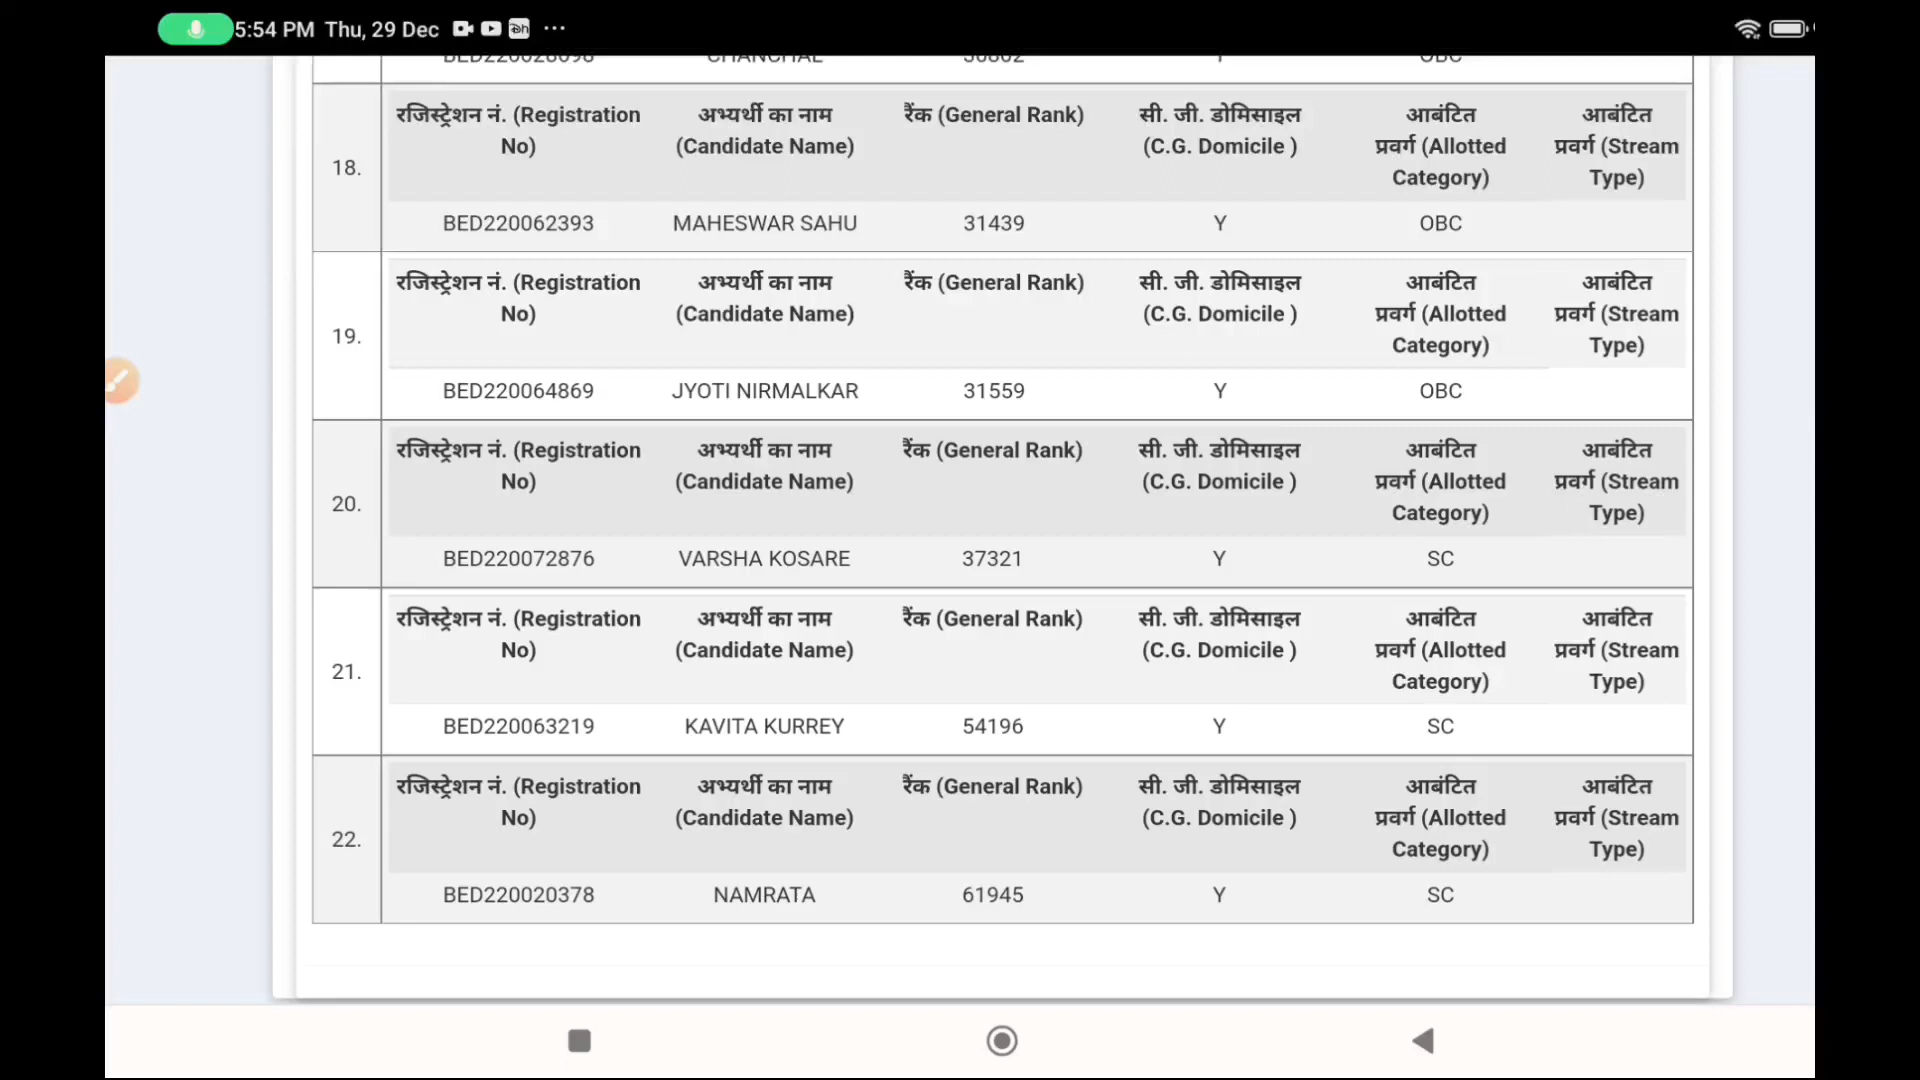 5:54 PM Thu, 29 Dec
18.
रजिस्ट्रेशन नं. (Registration No)
अभ्यर्थी का नाम (Candidate Name)
रैंक (General Rank)
सी. जी. डोमिसाइल (C.G. Domicile )
आबंटित प्रवर्ग (Allotted Category)
आबंटित प्रवर्ग (Stream Type)
BED220062393 MAHESWAR SAHU 31439 Y OBC
19.
रजिस्ट्रेशन नं. (Registration No)
अभ्यर्थी का नाम (Candidate Name)
रैंक (General Rank)
सी. जी. डोमिसाइल (C.G. Domicile )
आबंटित प्रवर्ग (Allotted Category)
आबंटित प्रवर्ग (Stream Type)
BED220064869 JYOTI NIRMALKAR 31559 Y OBC
20.
रजिस्ट्रेशन नं. (Registration No)
अभ्यर्थी का नाम (Candidate Name)
रैंक (General Rank)
सी. जी. डोमिसाइल (C.G. Domicile )
आबंटित प्रवर्ग (Allotted Category)
आबंटित प्रवर्ग (Stream Type)
BED220072876 VARSHA KOSARE 37321 Y SC
21.
रजिस्ट्रेशन नं. (Registration No)
अभ्यर्थी का नाम (Candidate Name)
रैंक (General Rank)
सी. जी. डोमिसाइल (C.G. Domicile )
आबंटित प्रवर्ग (Allotted Category)
आबंटित प्रवर्ग (Stream Type)
BED220063219 KAVITA KURREY 54196 Y SC
22.
रजिस्ट्रेशन नं. (Registration No)
अभ्यर्थी का नाम (Candidate Name)
रैंक (General Rank)
सी. जी. डोमिसाइल (C.G. Domicile )
आबंटित प्रवर्ग (Allotted Category)
आबंटित प्रवर्ग (Stream Type)
BED220020378 NAMRATA 61945 Y SC